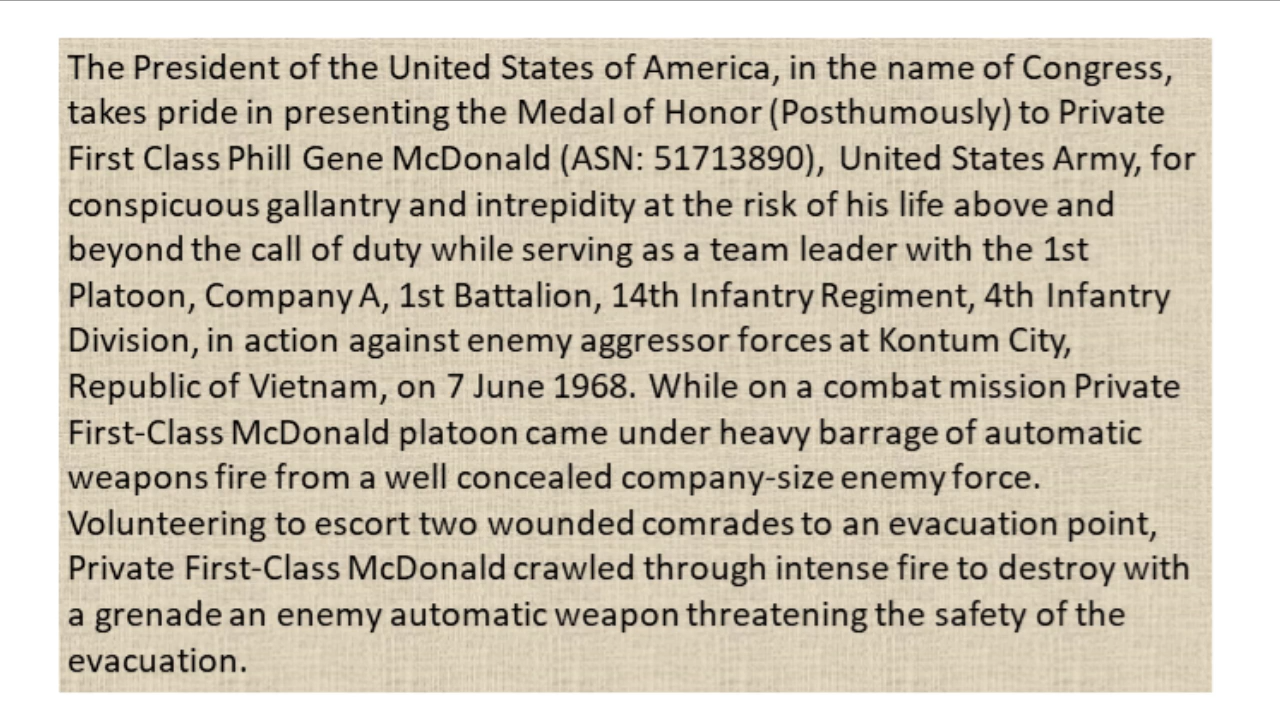 The President of the United States of America, in the name of Congress,
takes pride in presenting the Medal of Honor (Posthumously) to Private
First Class Phill Gene McDonald (ASN: 51713890), United States Army, for
conspicuous gallantry and intrepidity at the risk of his life above and
beyond the call of duty while serving as a team leader with the 1st
Platoon, Company A, 1st Battalion, 14th Infantry Regiment, 4th Infantry
Division, in action against enemy aggressor forces at Kontum City,
Republic of Vietnam, on 7 June 1968. While on a combat mission Private
First-Class McDonald platoon came under heavy barrage of automatic
weapons fire from a well concealed company-size enemy force.
Volunteering to escort two wounded comrades to an evacuation point,
Private First-Class McDonald crawled through intense fire to destroy with
a grenade an enemy automatic weapon threatening the safety of the
evacuation.